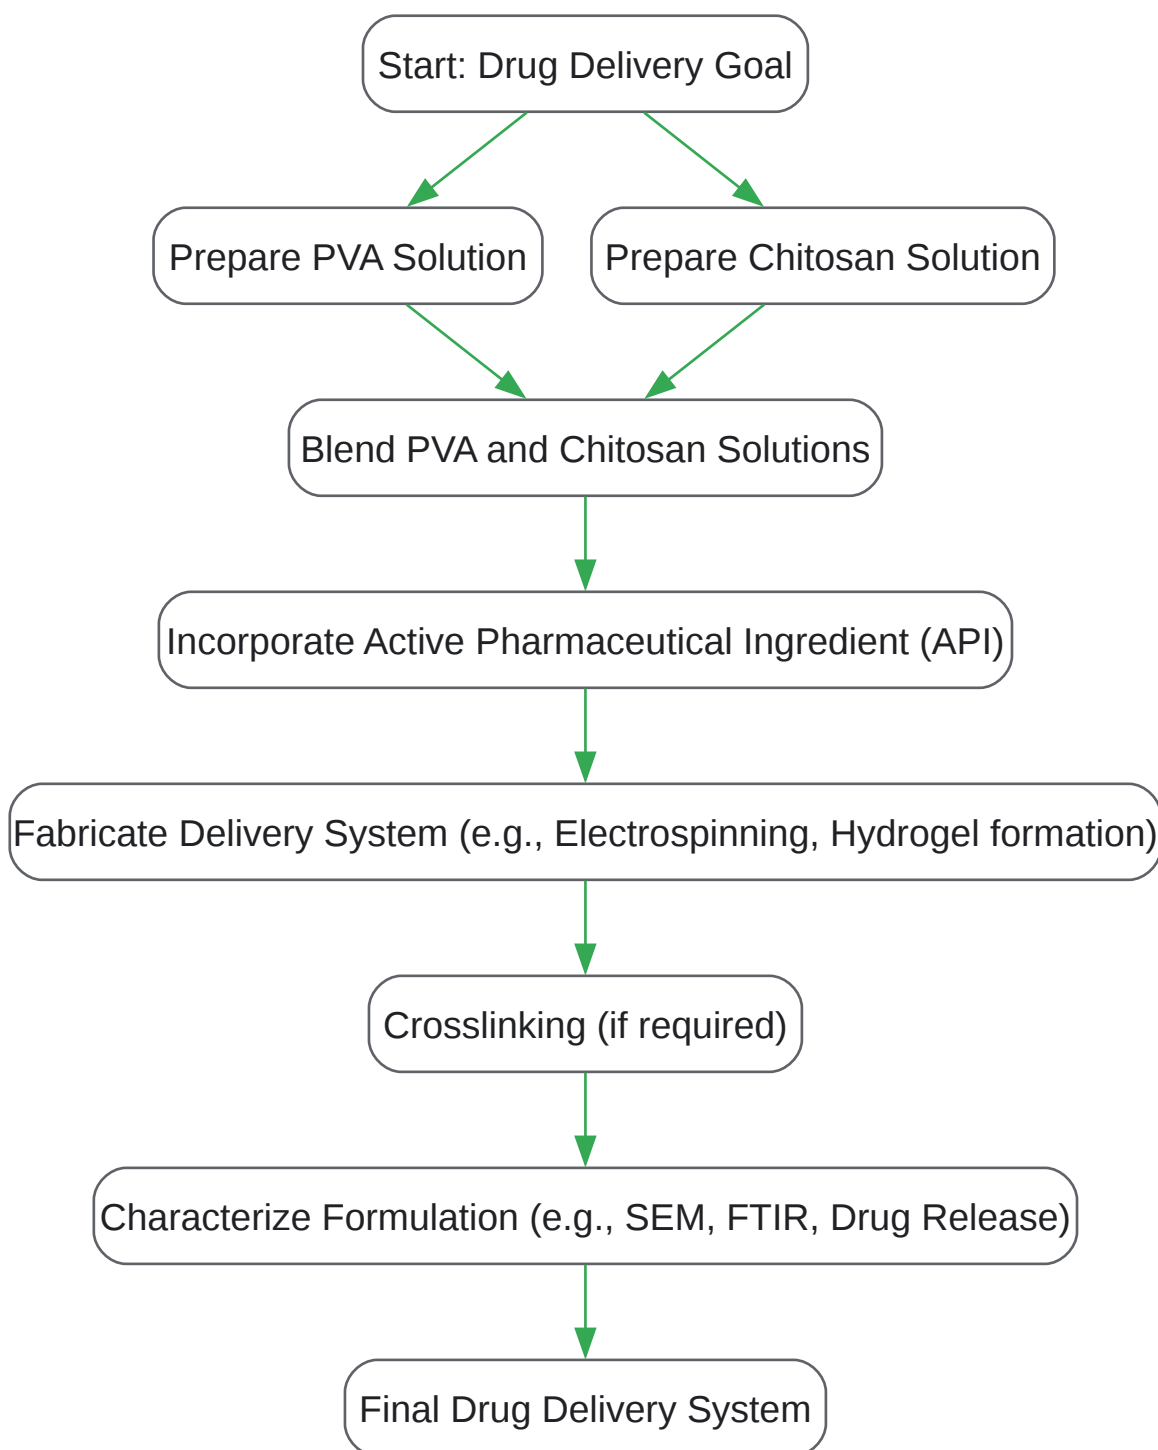 Start: Drug Delivery Goal
Prepare PVA Solution
Prepare Chitosan Solution
Blend PVA and Chitosan Solutions
Incorporate Active Pharmaceutical Ingredient (API)
Fabricate Delivery System (e.g., Electrospinning, Hydrogel formation)
Crosslinking (if required)
Characterize Formulation (e.g., SEM, FTIR, Drug Release)
Final Drug Delivery System